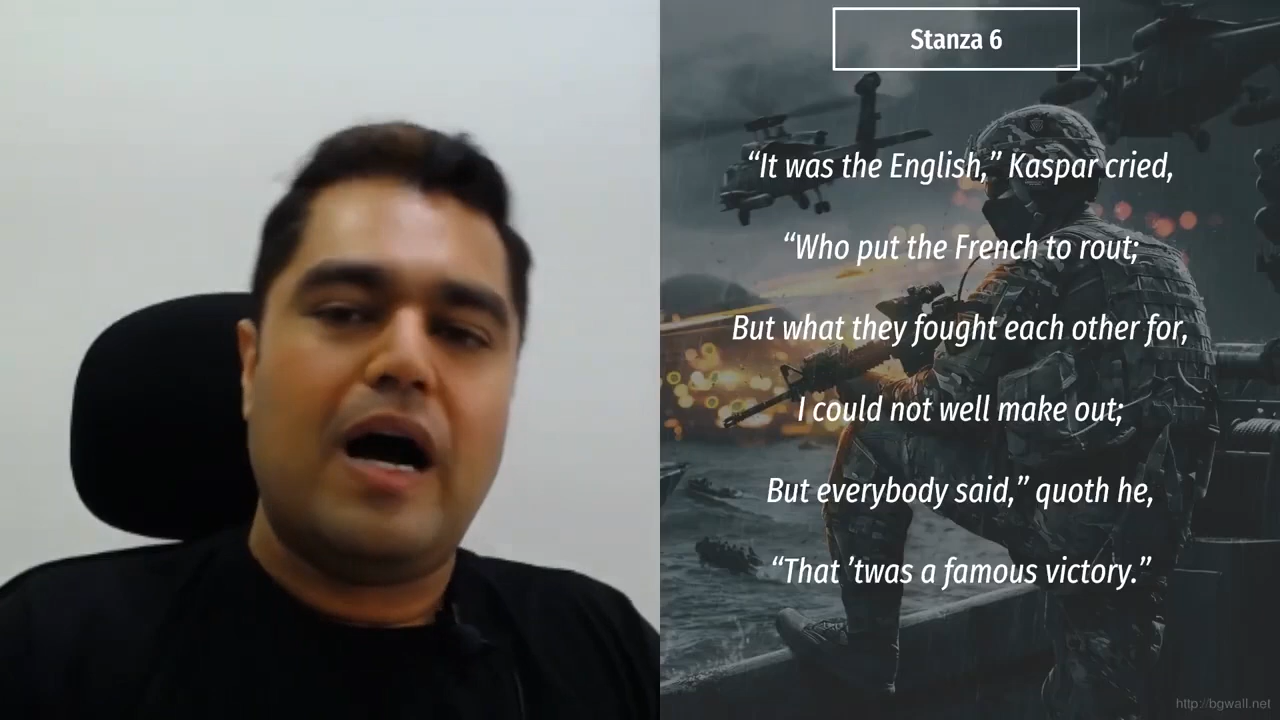 Stanza 6
“It was the English,” Kaspar cried,
“Who put the French to rout;
But what they fought each other for,
I could not well make out;
But everybody said,” quoth he,
“That ’twas a famous victory.”
http://bgwall.net